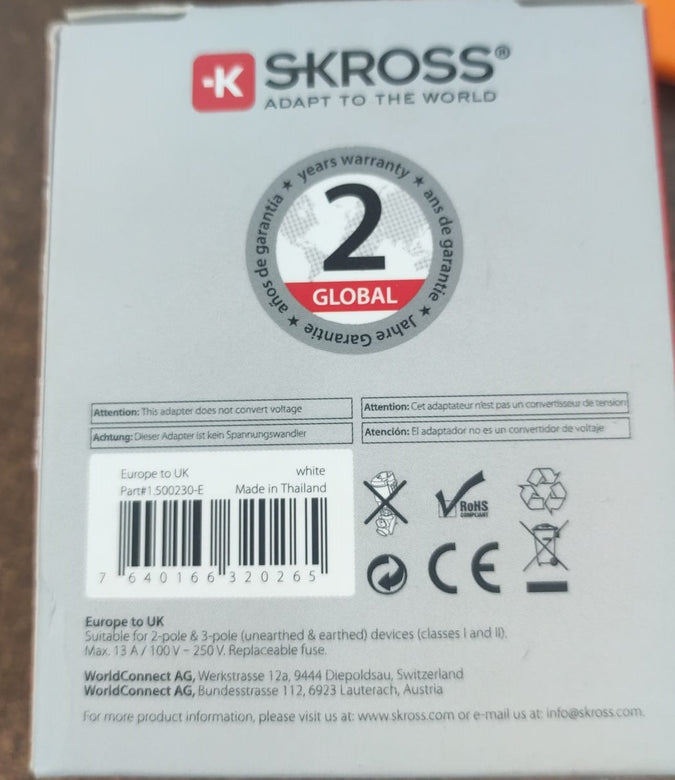 K SKROSS®
ADAPT TO THE WORLD
years warranty ★ ans de garantie ★ Jahre Garantie ★ años de garantía ★
2
GLOBAL
Attention: This adapter does not convert voltage
Attention: Cet adaptateur n'est pas un convertisseur de tension
Achtung: Dieser Adapter ist kein Spannungswandler
Atención: El adaptador no es un convertidor de voltaje
Europe to UK white
Part#1.500230-E Made in Thailand
7 640166 320265
RoHS
COMPLIANT
CE
Europe to UK
Suitable for 2-pole & 3-pole (unearthed & earthed) devices (classes I and II).
Max. 13 A / 100 V – 250 V. Replaceable fuse.
WorldConnect AG, Werkstrasse 12a, 9444 Diepoldsau, Switzerland
WorldConnect AG, Bundesstrasse 112, 6923 Lauterach, Austria
For more product information, please visit us at: www.skross.com or e-mail us at: info@skross.com.